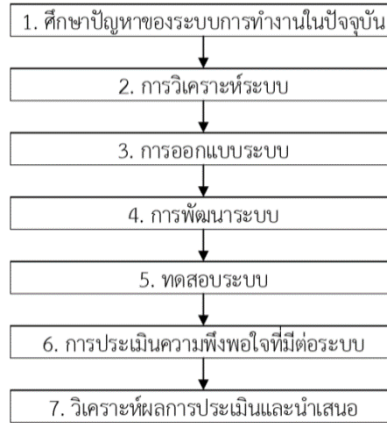 1. ศึกษาปัญหาของระบบการทำงานในปัจจุบัน
2. การวิเคราะห์ระบบ
3. การออกแบบระบบ
4. การพัฒนาระบบ
5. ทดสอบระบบ
6. การประเมินความพึงพอใจที่มีต่อระบบ
7. วิเคราะห์ผลการประเมินและนำเสนอ